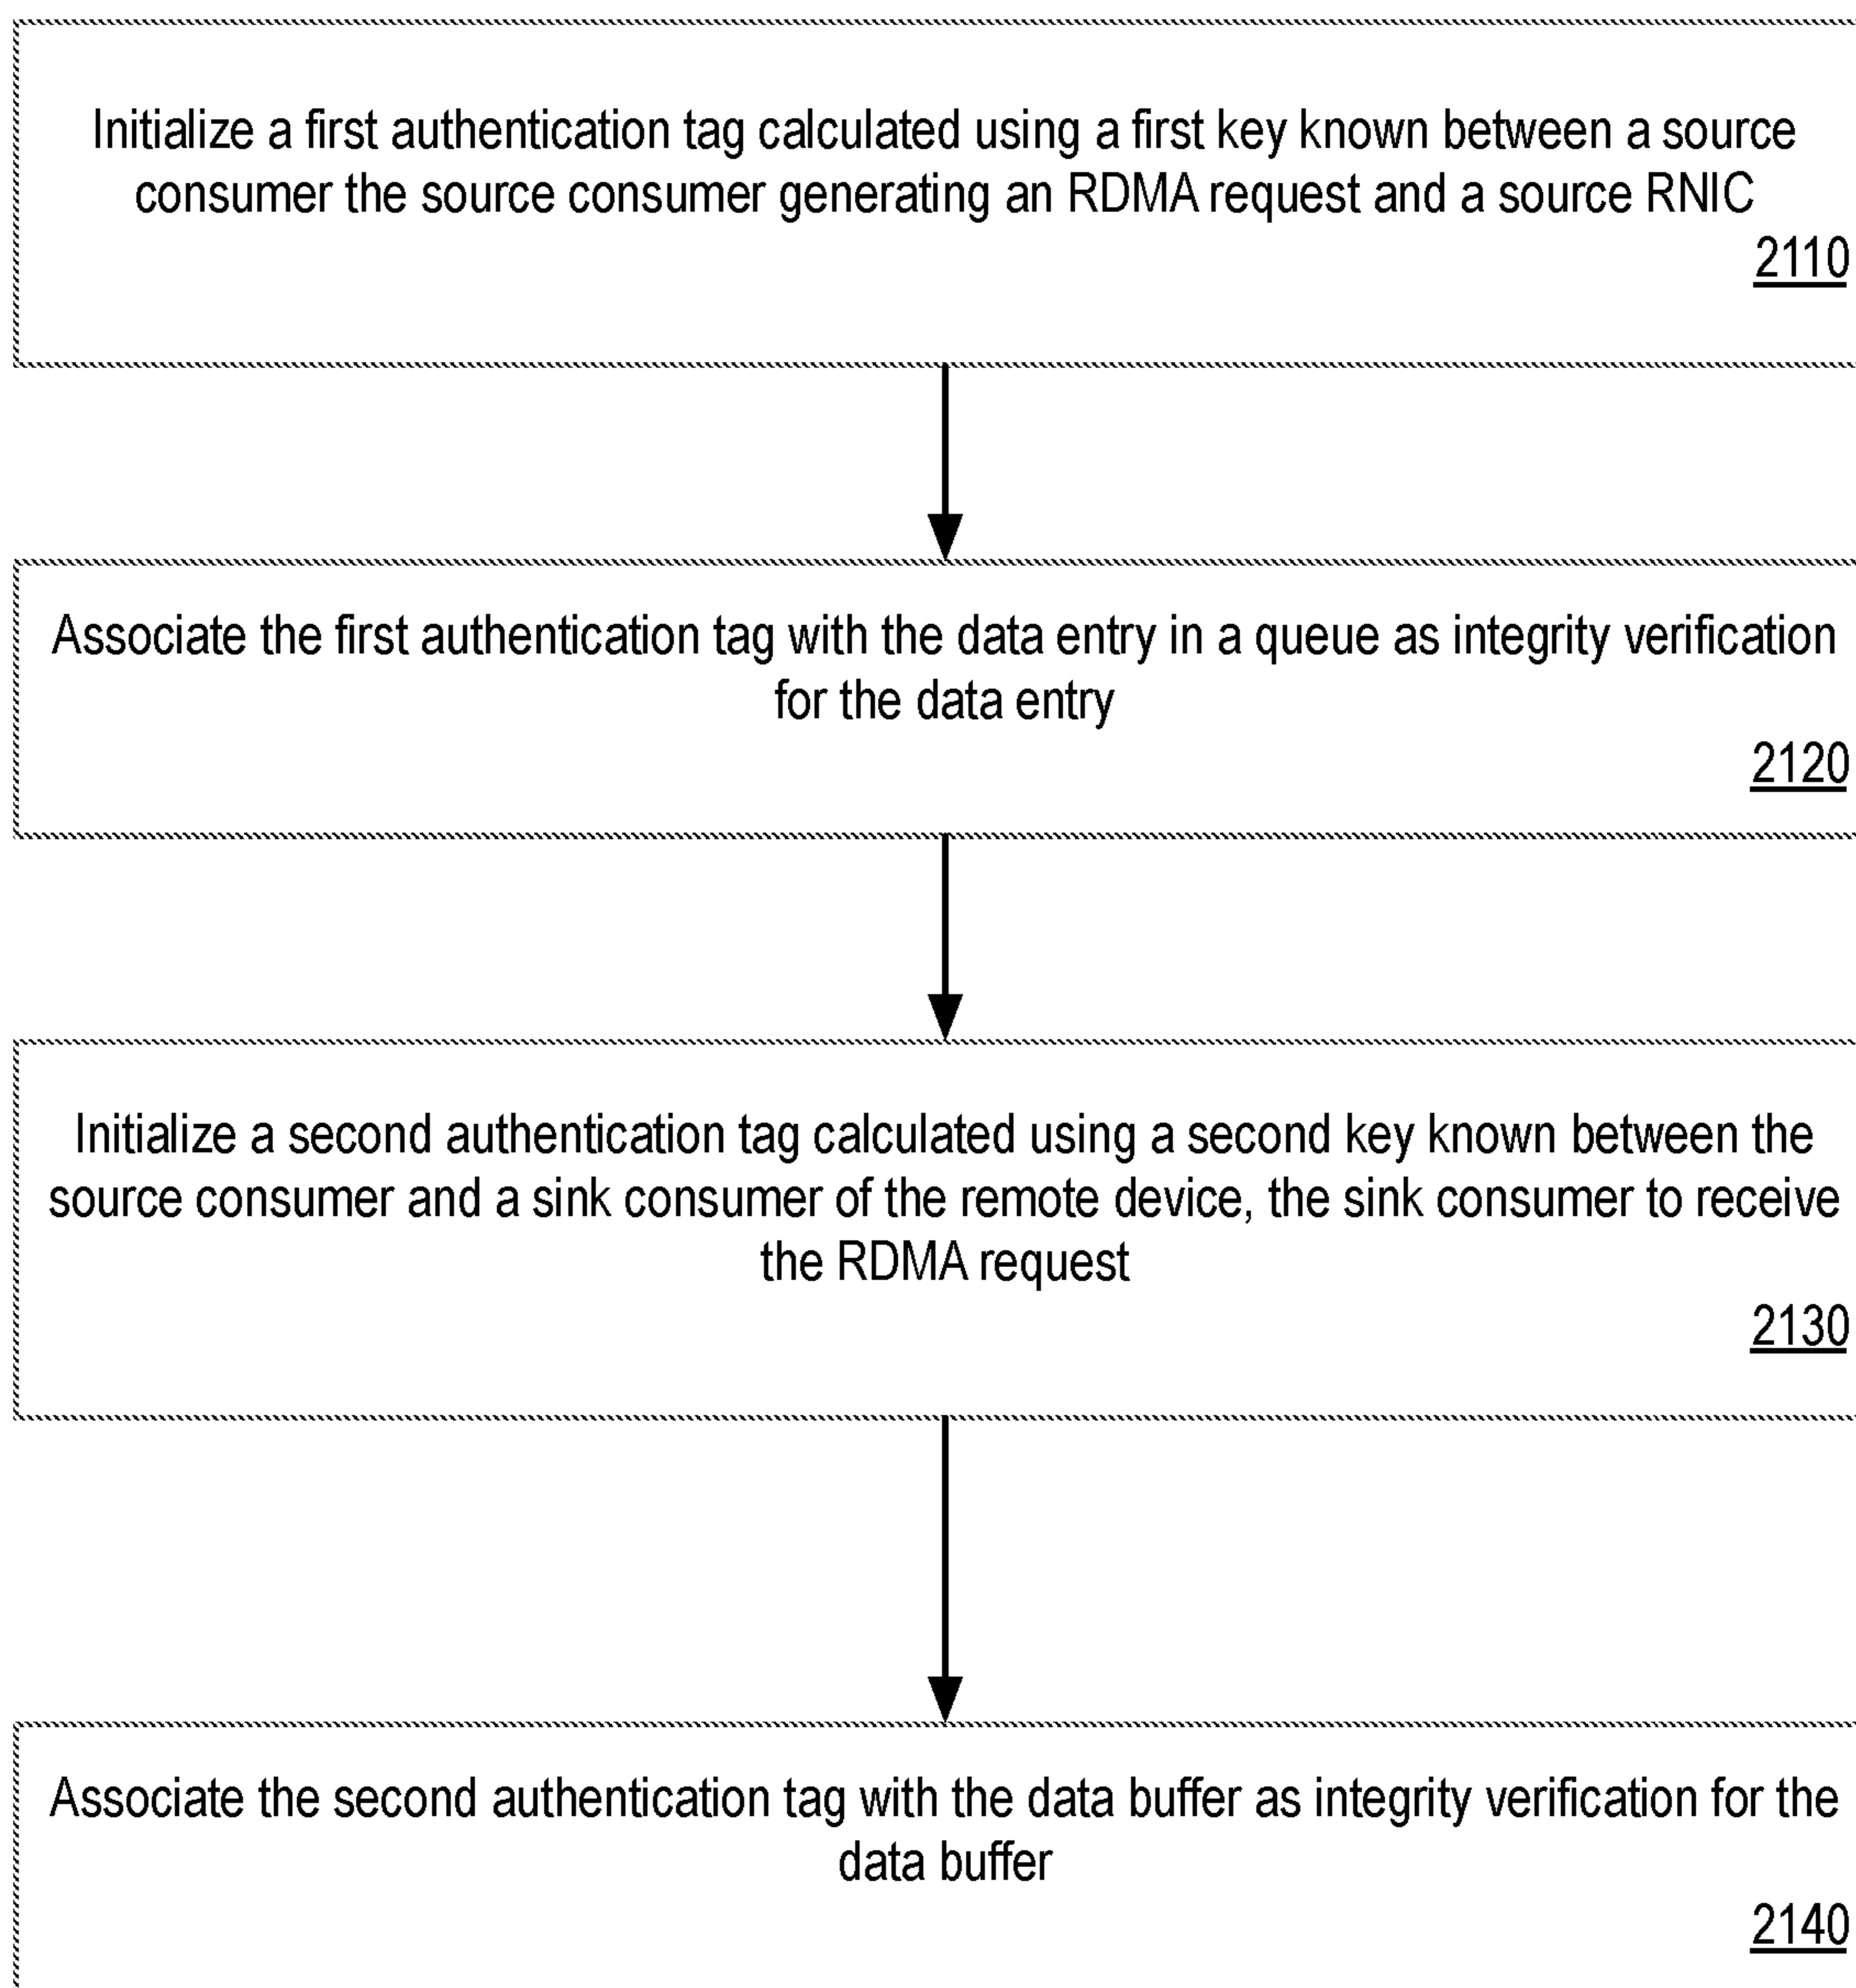 Initialize a first authentication tag calculated using a first key known between a source
consumer the source consumer generating an RDMA request and a source RNIC
2110
Associate the first authentication tag with the data entry in a queue as integrity verification
for the data entry
2120
Initialize a second authentication tag calculated using a second key known between the
source consumer and a sink consumer of the remote device, the sink consumer to receive
the RDMA request
2130
Associate the second authentication tag with the data buffer as integrity verification for the
data buffer
2140